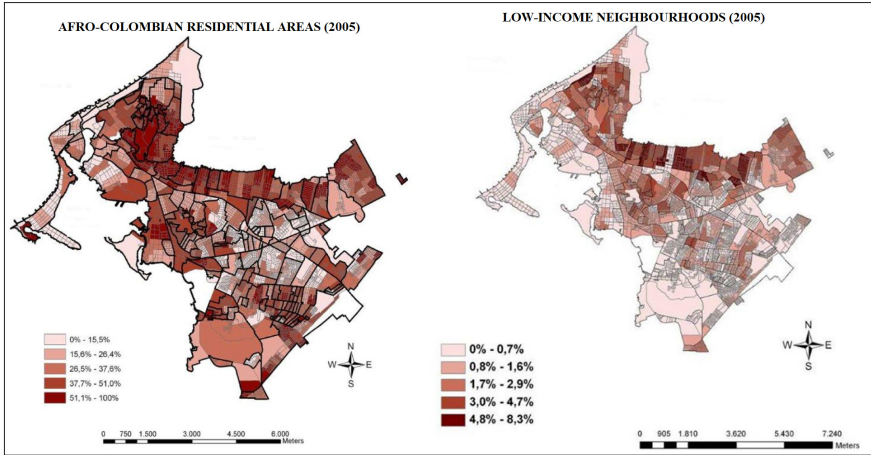 AFRO-COLOMBIAN RESIDENTIAL AREAS (2005)
0% - 15,5%
15,6% - 26,4%
26,5% - 37,6%
37,7% - 51,0%
51,1% - 100%
N
W E
S
0 750 1.500 3.000 4.500 6.000
Meters
LOW-INCOME NEIGHBOURHOODS (2005)
0% - 0,7%
0,8% - 1,6%
1,7% - 2,9%
3,0% - 4,7%
4,8% - 8,3%
N
W E
S
0 905 1.810 3.620 5.430 7.240
Meters